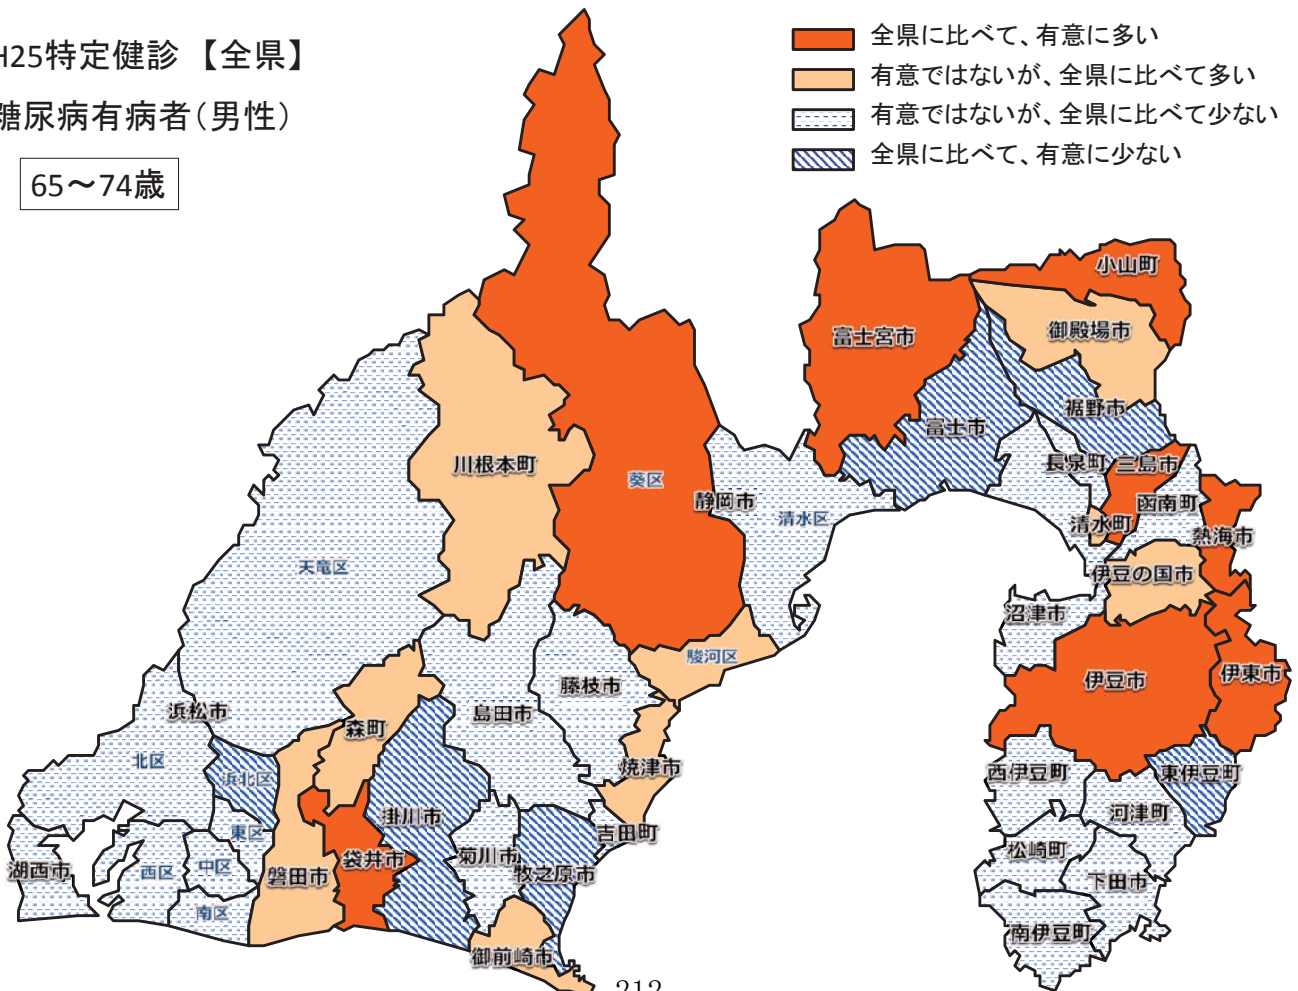 H25特定健診 【全県】
糖尿病有病者（男性）
65～74歳
全県に比べて、有意に多い
有意ではないが、全県に比べて多い
有意ではないが、全県に比べて少ない
全県に比べて、有意に少ない
小山町
御殿場市
富士宮市
裾野市
富士市
長泉町
三島市
川根本町
葵区
静岡市
清水区
函南町
清水町
熱海市
天竜区
伊豆の国市
沼津市
駿河区
伊豆市
伊東市
藤枝市
浜松市
島田市
森町
北区
浜北区
焼津市
西伊豆町
東伊豆町
掛川市
河津町
東区
吉田町
湖西市
西区
中区
磐田市
袋井市
菊川市
牧之原市
松崎町
下田市
南区
南伊豆町
御前崎市
212